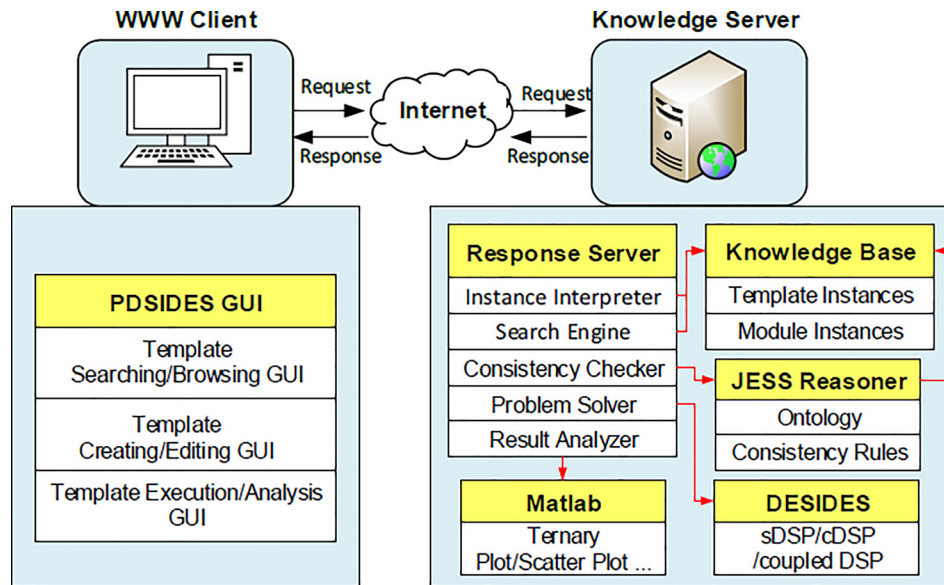 WWW Client
Knowledge Server
Request
Internet
Request
Response
Response
PDSIDES GUI
Template
Searching/Browsing GUI
Template
Creating/Editing GUI
Template Execution/Analysis
GUI
Response Server
Instance Interpreter
Search Engine
Consistency Checker
Problem Solver
Result Analyzer
Knowledge Base
Template Instances
Module Instances
JESS Reasoner
Ontology
Consistency Rules
Matlab
Ternary
Plot/Scatter Plot ...
DESIDES
sDSP/cDSP
/coupled DSP